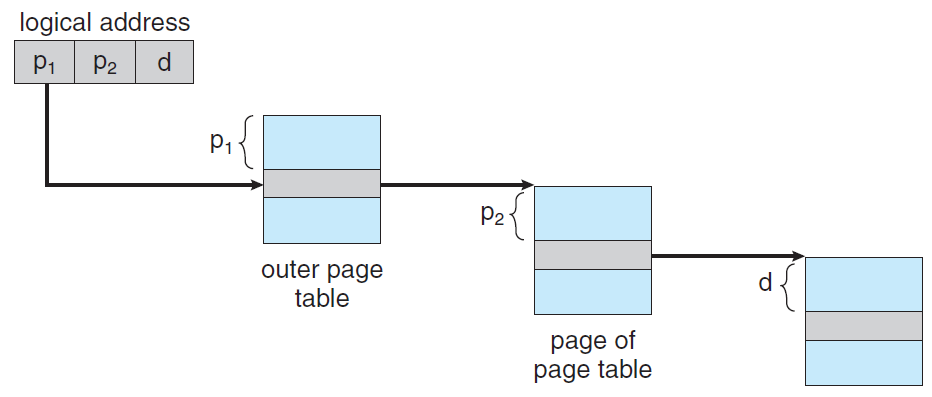 logical address
p₁ p₂ d
p₁
outer page
table
p₂
page of
page table
d